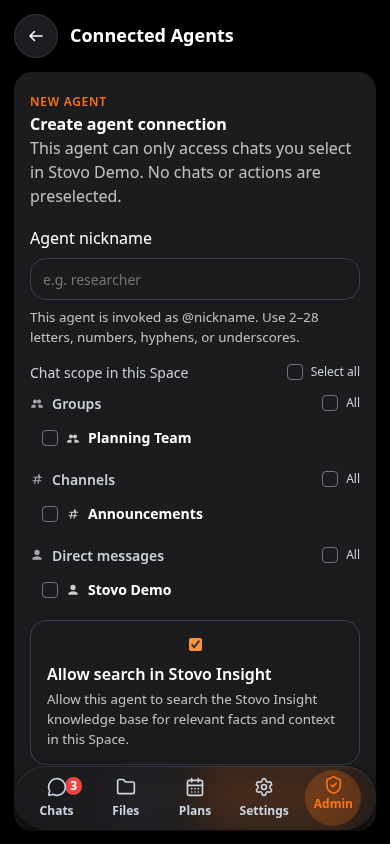 Connected Agents
NEW AGENT
Create agent connection
This agent can only access chats you select
in Stovo Demo. No chats or actions are
preselected.
Agent nickname
e.g. researcher
This agent is invoked as @nickname. Use 2–28
letters, numbers, hyphens, or underscores.
Chat scope in this Space
Select all
Groups
All
Planning Team
Channels
All
Announcements
Direct messages
All
Stovo Demo
Allow search in Stovo Insight
Allow this agent to search the Stovo Insight
knowledge base for relevant facts and context
in this Space.
3
Chats
Files
Plans
Settings
Admin